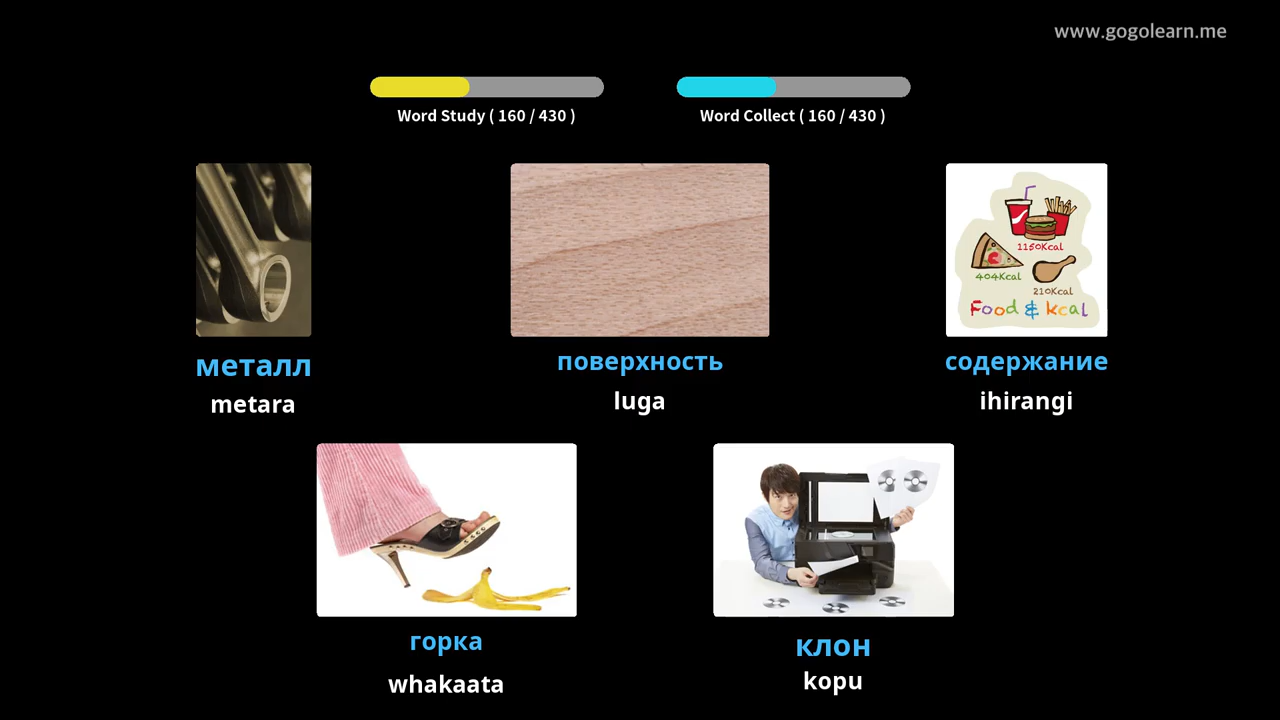 www.gogolearn.me
Word Study ( 160 / 430 )
Word Collect ( 160 / 430 )
1150Kcal
404Kcal
210Kcal
Food & kcal
металл
поверхность
содержание
metara
luga
ihirangi
горка
клон
whakaata
kopu